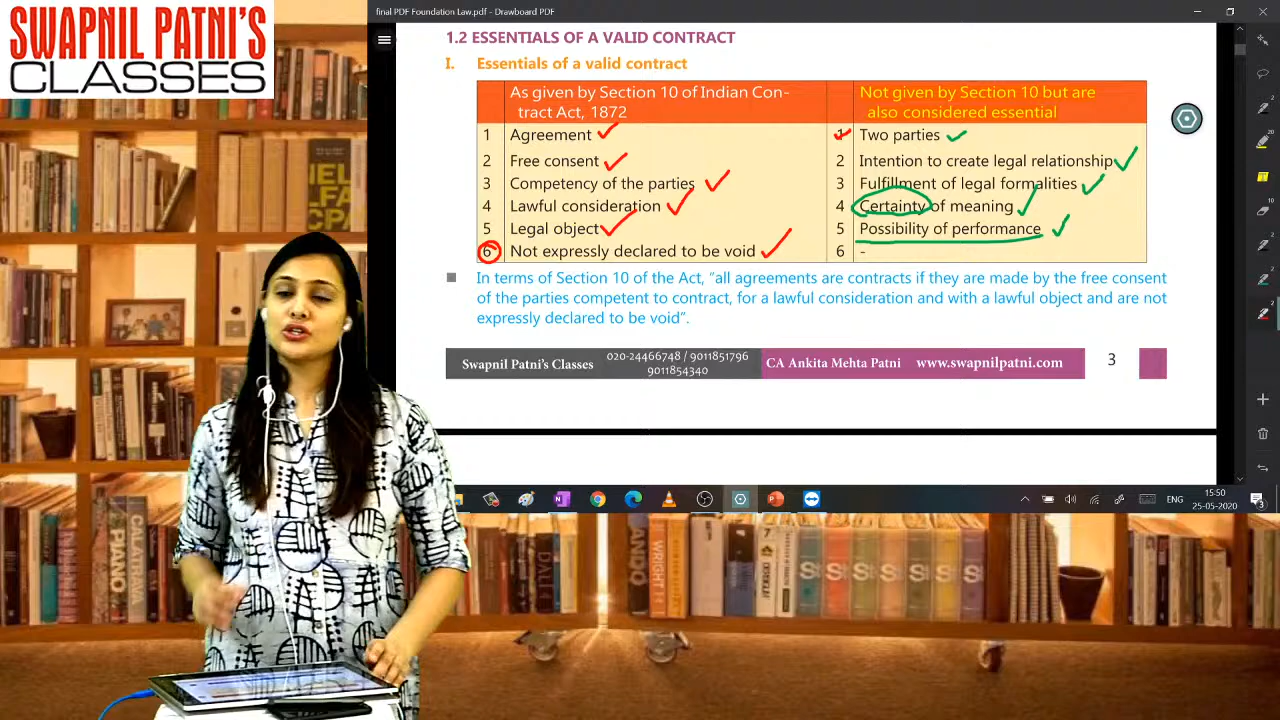 SWAPNIL PATNI'S
CLASSES
final PDF Foundation Law.pdf - Drawboard PDF
1.2 ESSENTIALS OF A VALID CONTRACT
I. Essentials of a valid contract
As given by Section 10 of Indian Con-
tract Act, 1872
Not given by Section 10 but are
also considered essential
1 Agreement
1 Two parties
2 Free consent
2 Intention to create legal relationship
3 Competency of the parties
3 Fulfillment of legal formalities
4 Lawful consideration
4 Certainty of meaning
5 Legal object
5 Possibility of performance
6 Not expressly declared to be void
6 -
In terms of Section 10 of the Act, "all agreements are contracts if they are made by the free consent
of the parties competent to contract, for a lawful consideration and with a lawful object and are not
expressly declared to be void".
Swapnil Patni's Classes
020-24466748 / 9011851796
9011854340
CA Ankita Mehta Patni www.swapnilpatni.com
3
ENG
15:50
25-05-2020
PIANO
CALATRAVA
DALI
WRIGHT